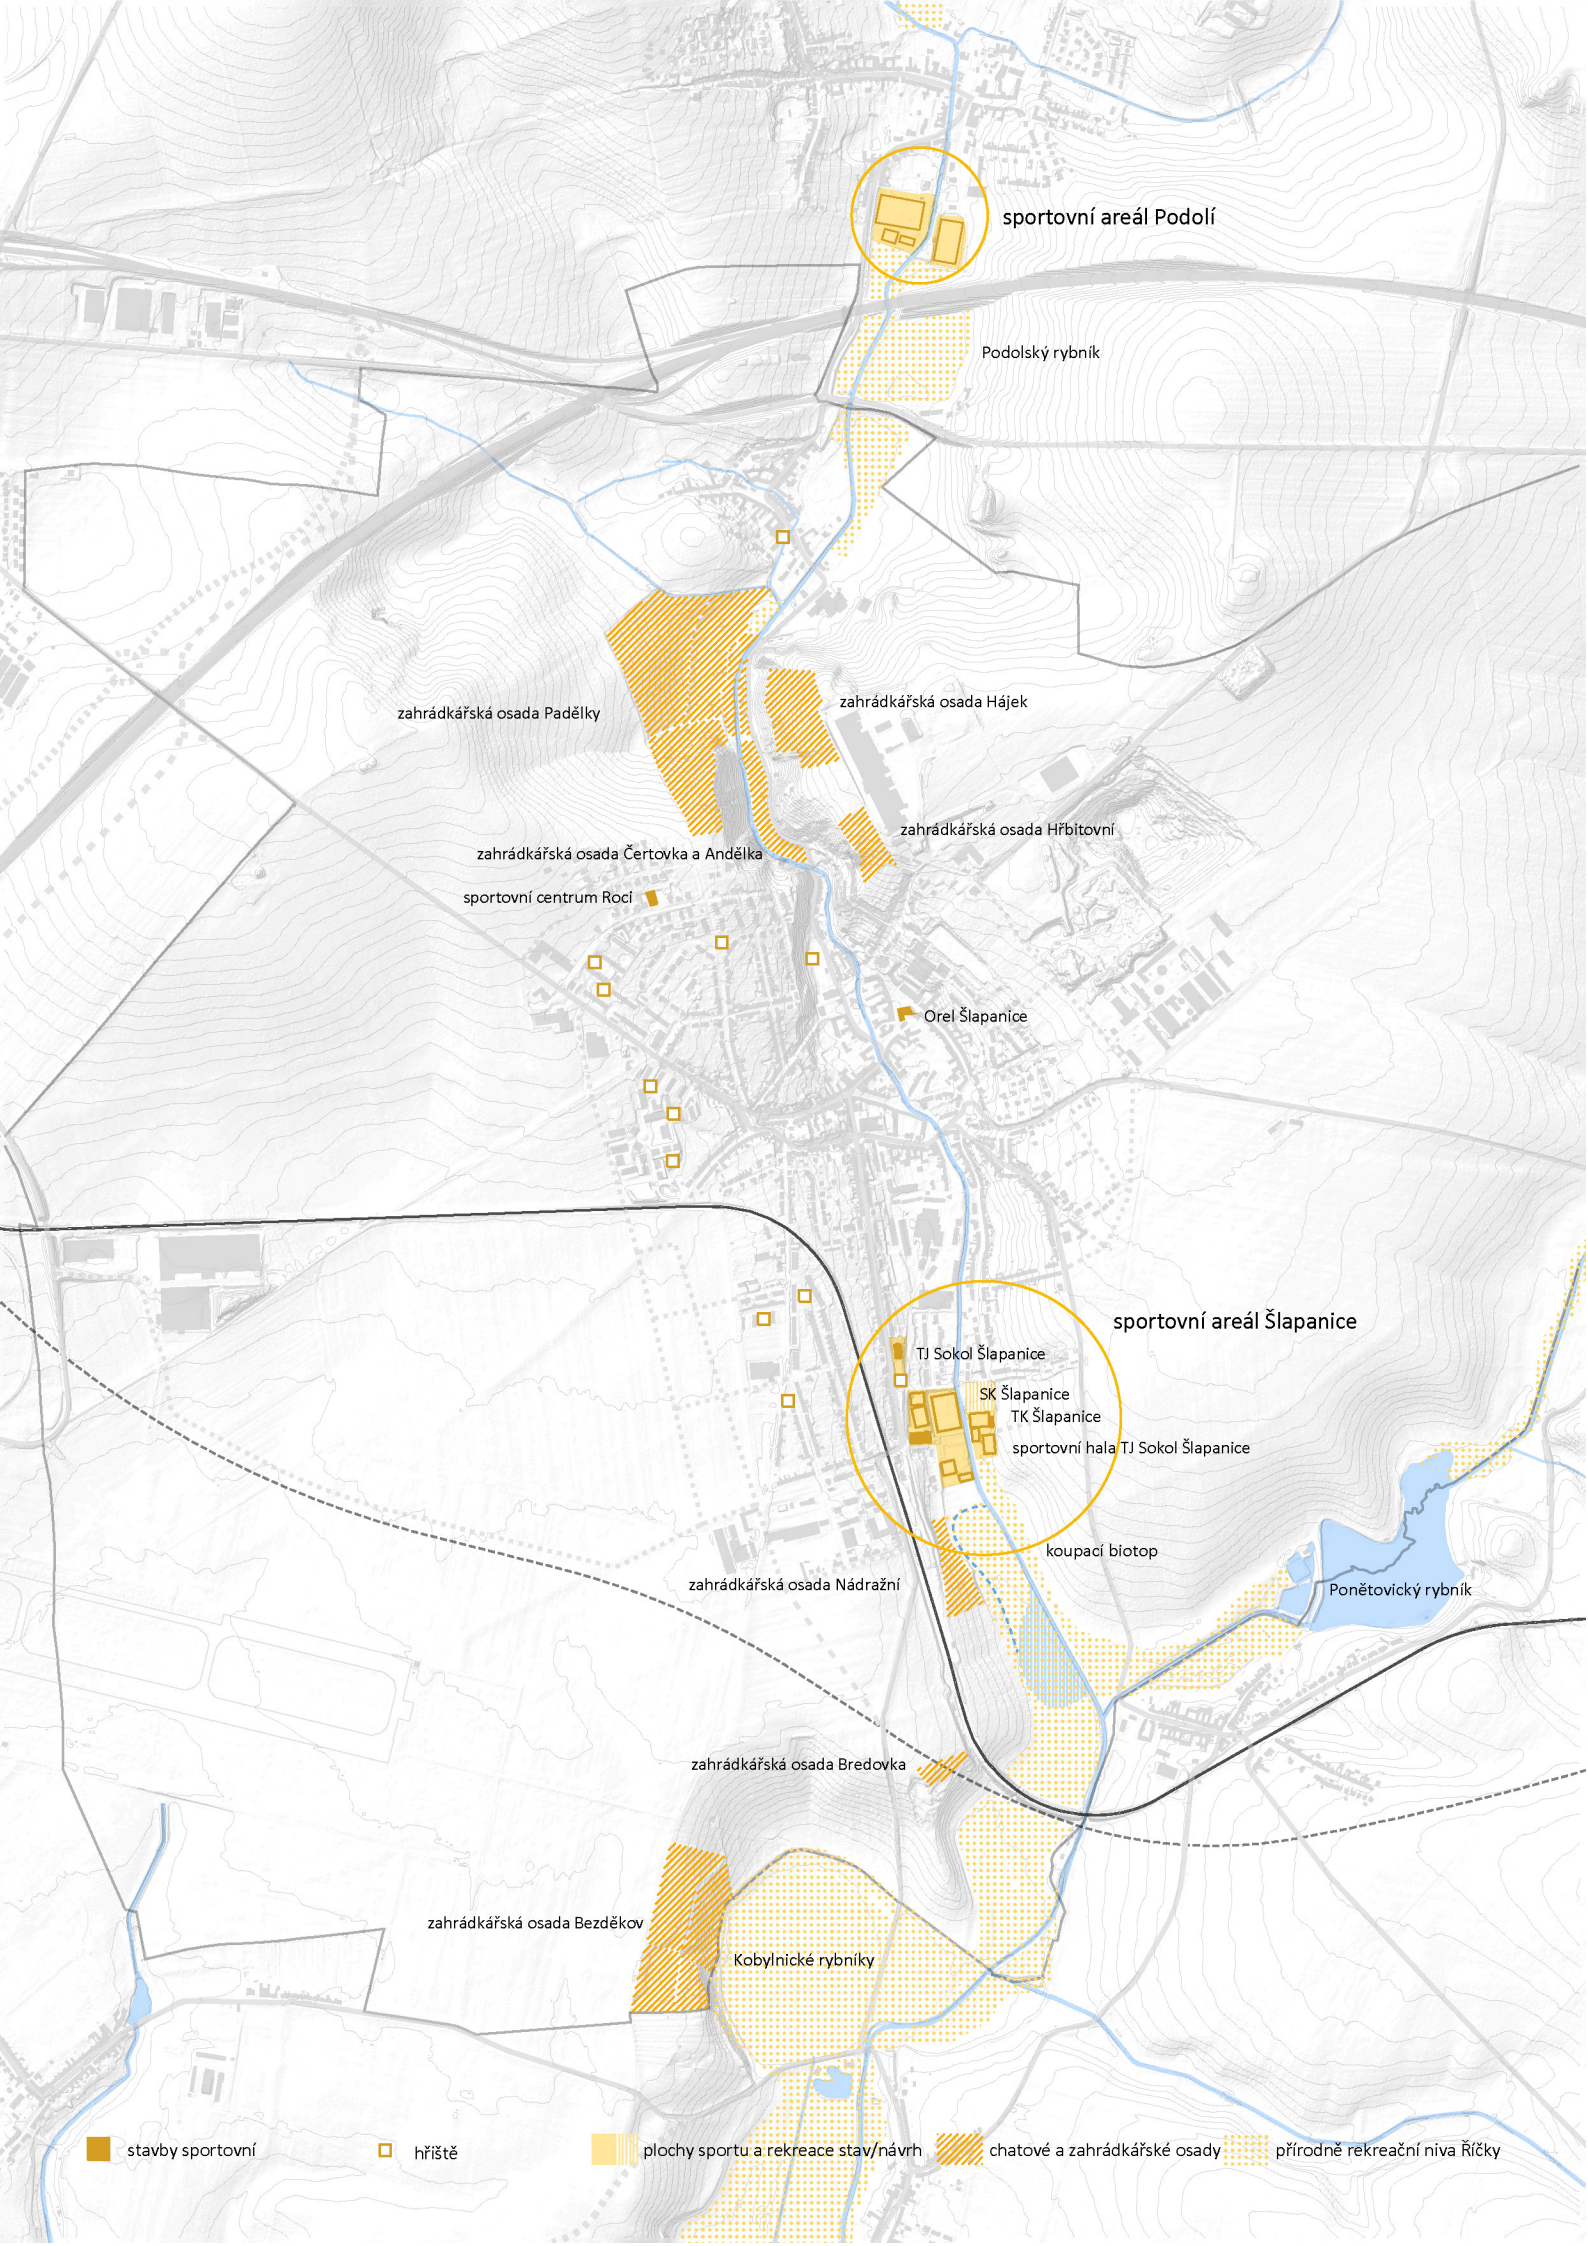 sportovní areál Podolí
Podolský rybník
zahrádkářská osada Hájek
zahrádkářská osada Padělky
zahrádkářská osada Hřbitovní
zahrádkářská osada Čertovka a Andělka
sportovní centrum Roci
Orel Šlapanice
sportovní areál Šlapanice
TJ Sokol Šlapanice
SK Šlapanice
TK Šlapanice
sportovní hala TJ Sokol Šlapanice
koupací biotop
zahrádkářská osada Nádražní
Ponětovický rybník
zahrádkářská osada Bredovka
zahrádkářská osada Bezděkov
Kobylnické rybníky
stavby sportovní
hřiště
plochy sportu a rekreace stav/návrh
chatové a zahrádkářské osady
přírodně rekreační niva Říčky